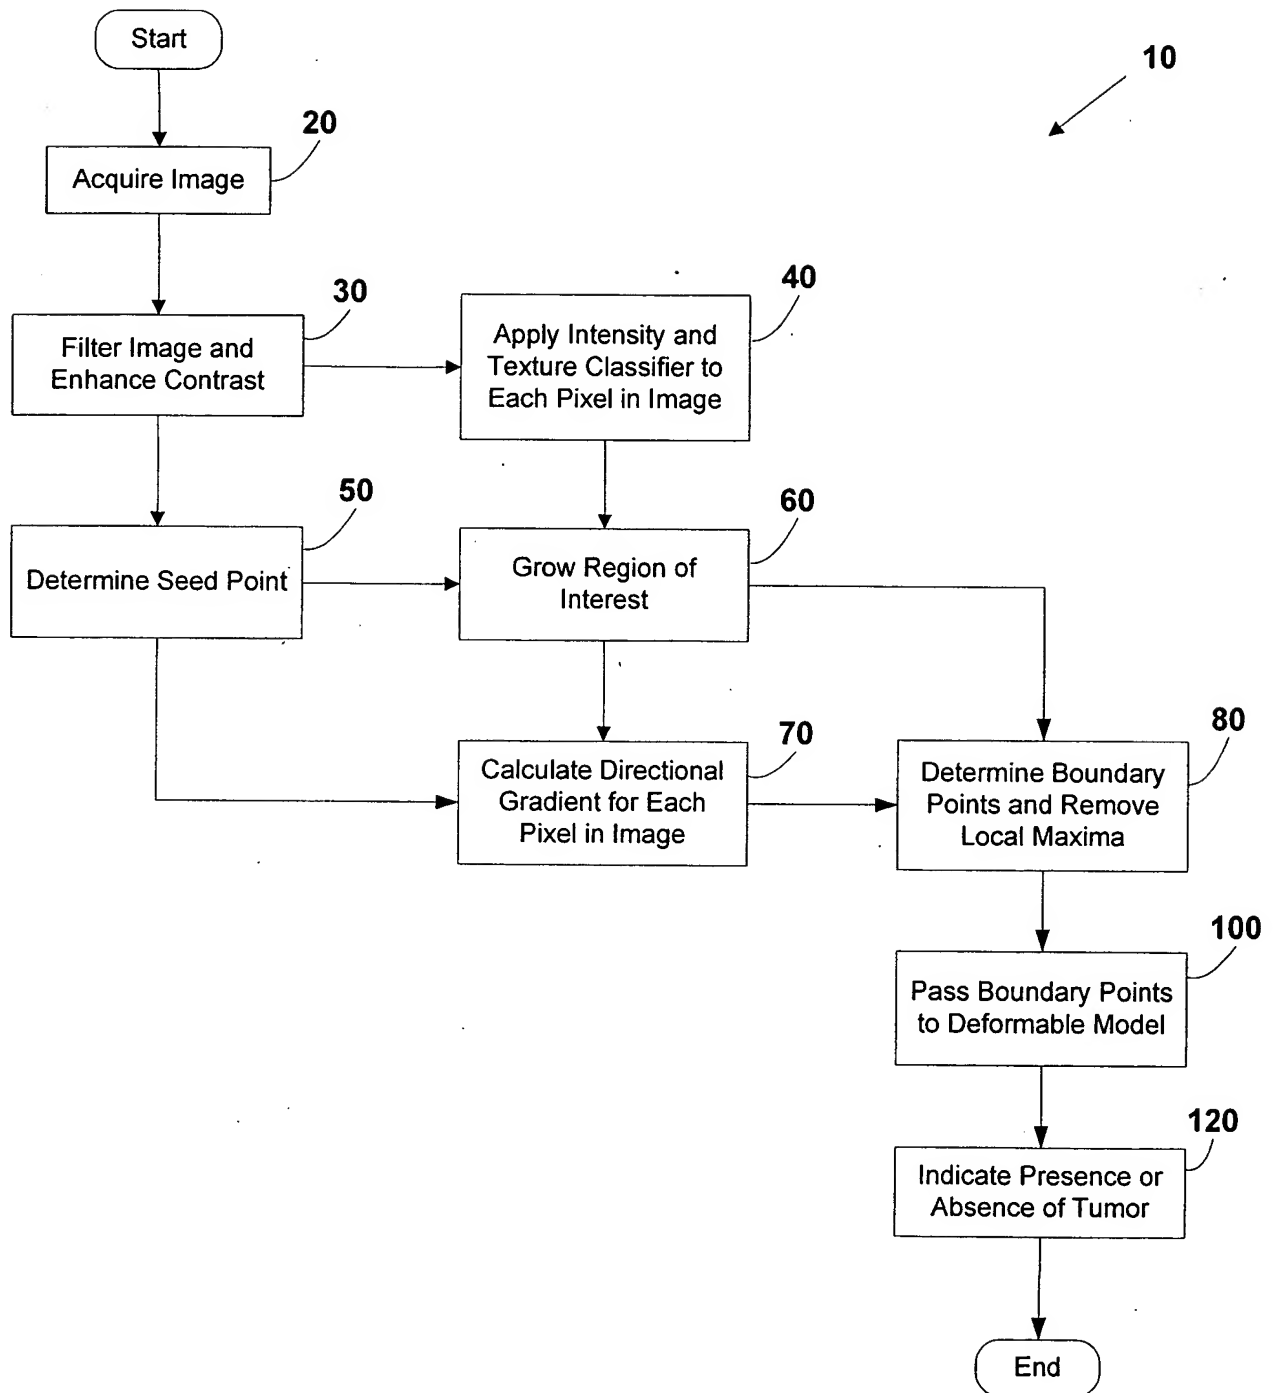 Start
10
20
Acquire Image
30
Filter Image and
Enhance Contrast
40
Apply Intensity and
Texture Classifier to
Each Pixel in Image
50
Determine Seed Point
60
Grow Region of
Interest
70
Calculate Directional
Gradient for Each
Pixel in Image
80
Determine Boundary
Points and Remove
Local Maxima
100
Pass Boundary Points
to Deformable Model
120
Indicate Presence or
Absence of Tumor
End